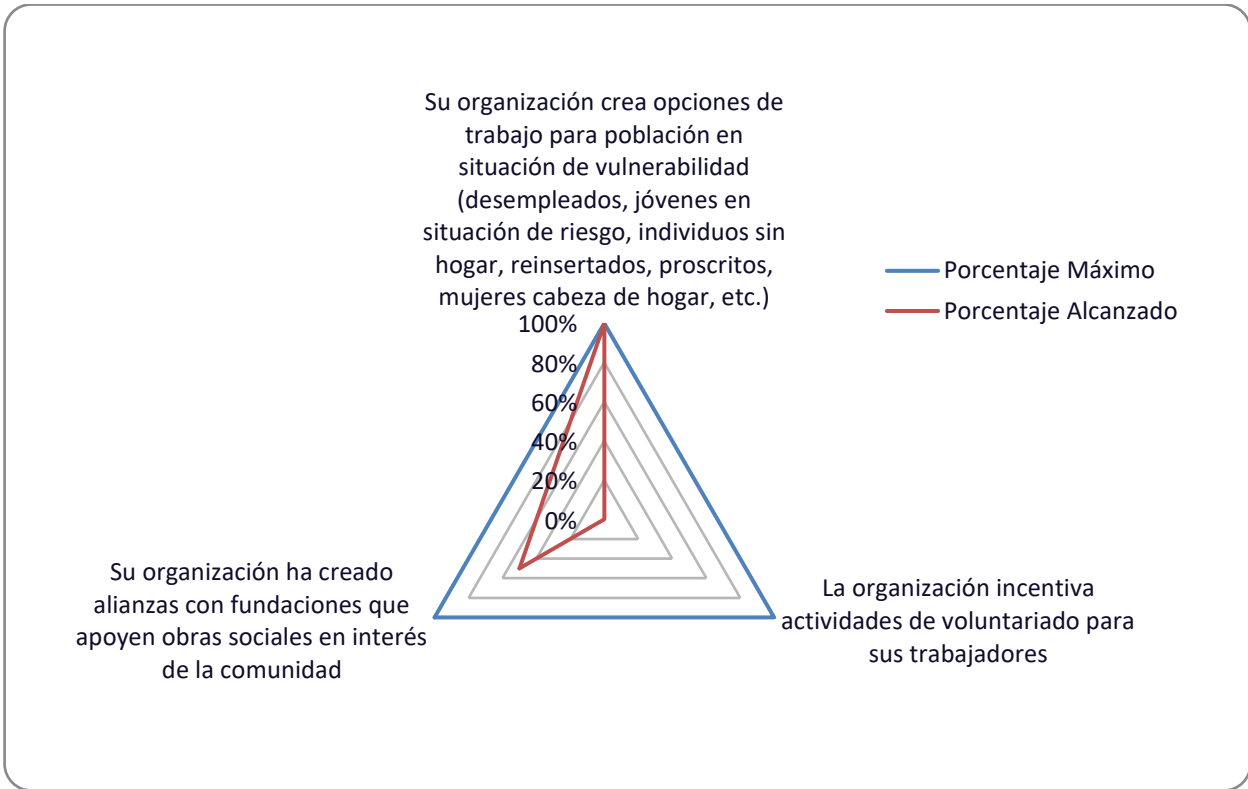 Su organización crea opciones de
trabajo para población en
situación de vulnerabilidad
(desempleados, jóvenes en
situación de riesgo, individuos sin
hogar, reinsertados, proscritos,
mujeres cabeza de hogar, etc.)
Porcentaje Máximo
Porcentaje Alcanzado
100%
80%
60%
40%
20%
0%
La organización incentiva
actividades de voluntariado para
sus trabajadores
Su organización ha creado
alianzas con fundaciones que
apoyen obras sociales en interés
de la comunidad